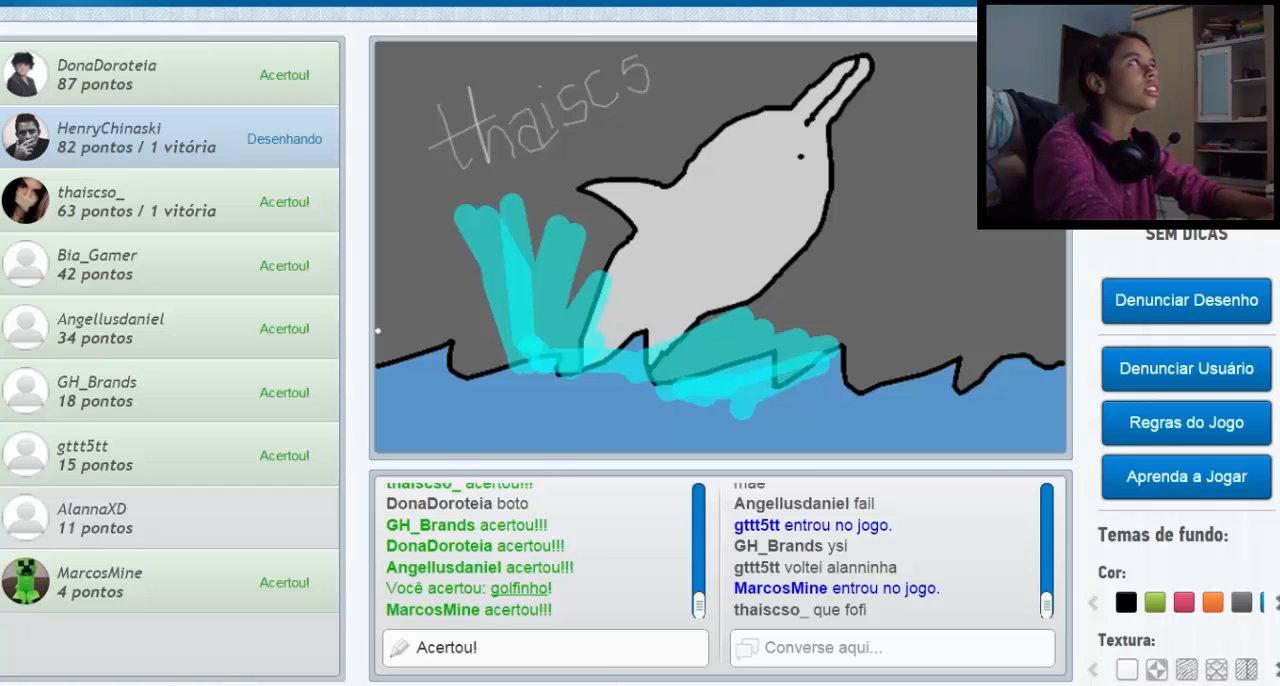 DonaDoroteia
87 pontos
Acertou!
HenryChinaski
82 pontos / 1 vitória
Desenhando
thaiscso_
63 pontos / 1 vitória
Acertou!
Bia_Gamer
42 pontos
Acertou!
Angellusdaniel
34 pontos
Acertou!
GH_Brands
18 pontos
Acertou!
gttt5tt
15 pontos
Acertou!
AlannaXD
11 pontos
MarcosMine
4 pontos
Acertou!
thaisc5
thaiscso_ acertou!!!
DonaDoroteia boto
GH_Brands acertou!!!
DonaDoroteia acertou!!!
Angellusdaniel acertou!!!
Você acertou: golfinho!
MarcosMine acertou!!!
Acertou!
mae
Angellusdaniel fail
gttt5tt entrou no jogo.
GH_Brands ysi
gttt5tt voltei alanninha
MarcosMine entrou no jogo.
thaiscso_ que fofi
Converse aqui...
SEM DICAS
Denunciar Desenho
Denunciar Usuário
Regras do Jogo
Aprenda a Jogar
Temas de fundo:
Cor:
Textura: